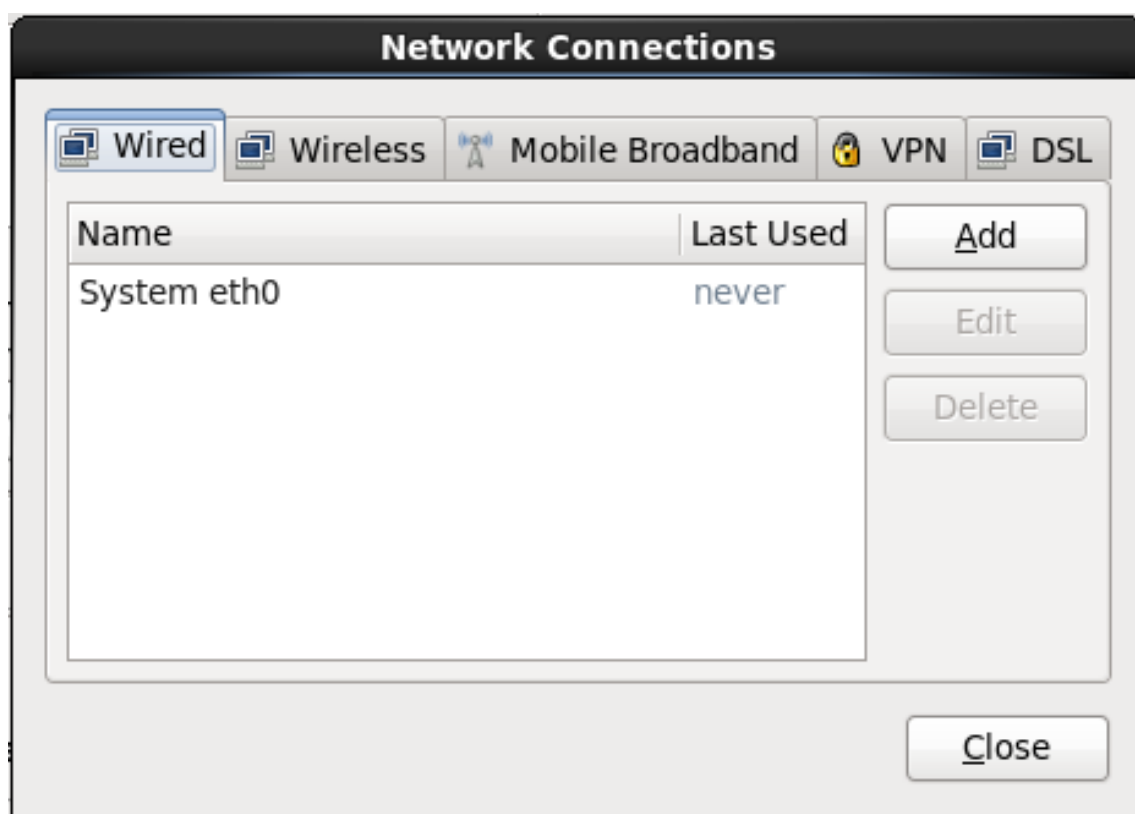 Network Connections
Wired Wireless Mobile Broadband VPN DSL
Name Last Used
System eth0 never
Add
Edit
Delete
Close